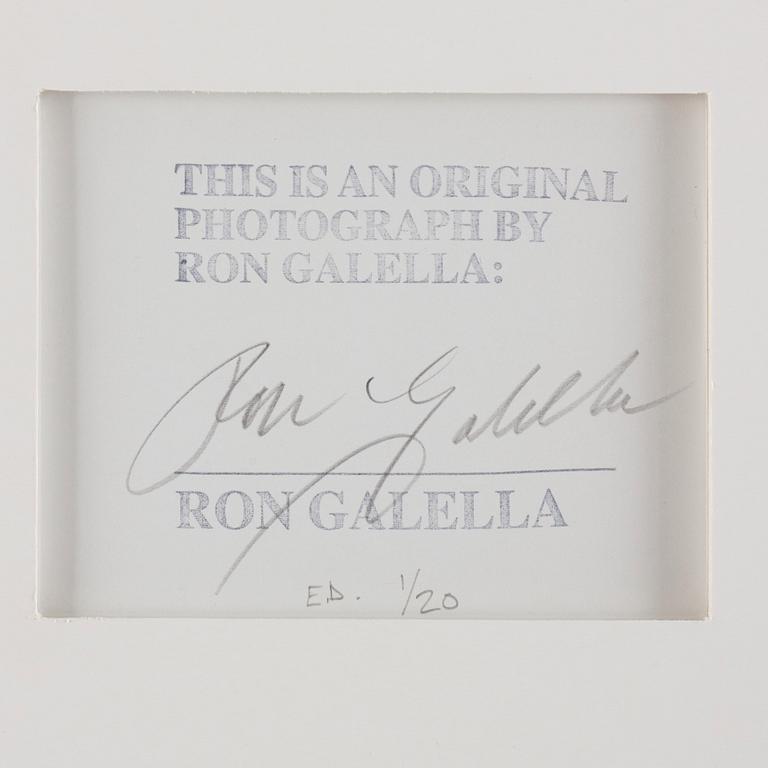 THIS IS AN ORIGINAL
PHOTOGRAPH BY
RON GALELLA:
Ron Galella
RON GALELLA
ED. 1/20